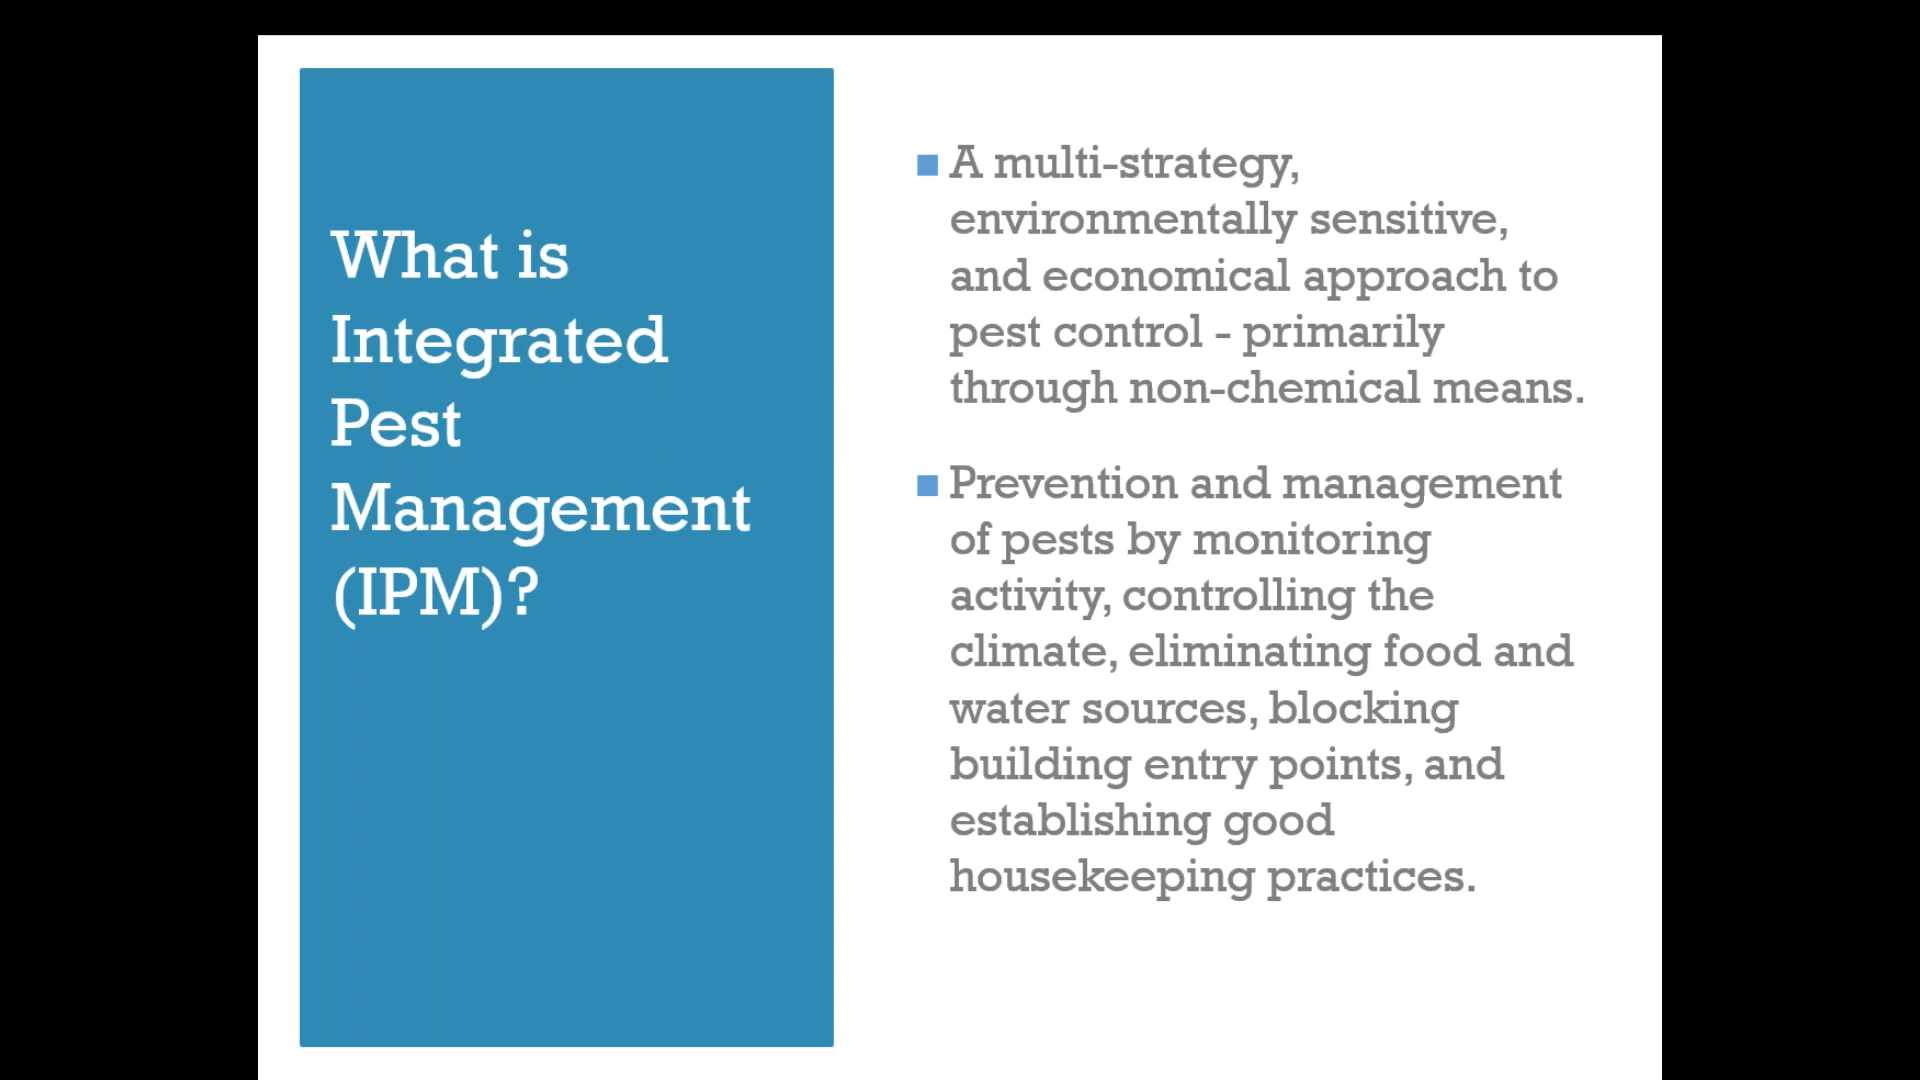 What is
Integrated
Pest
Management
(IPM)?
A multi-strategy,
environmentally sensitive,
and economical approach to
pest control - primarily
through non-chemical means.
Prevention and management
of pests by monitoring
activity, controlling the
climate, eliminating food and
water sources, blocking
building entry points, and
establishing good
housekeeping practices.